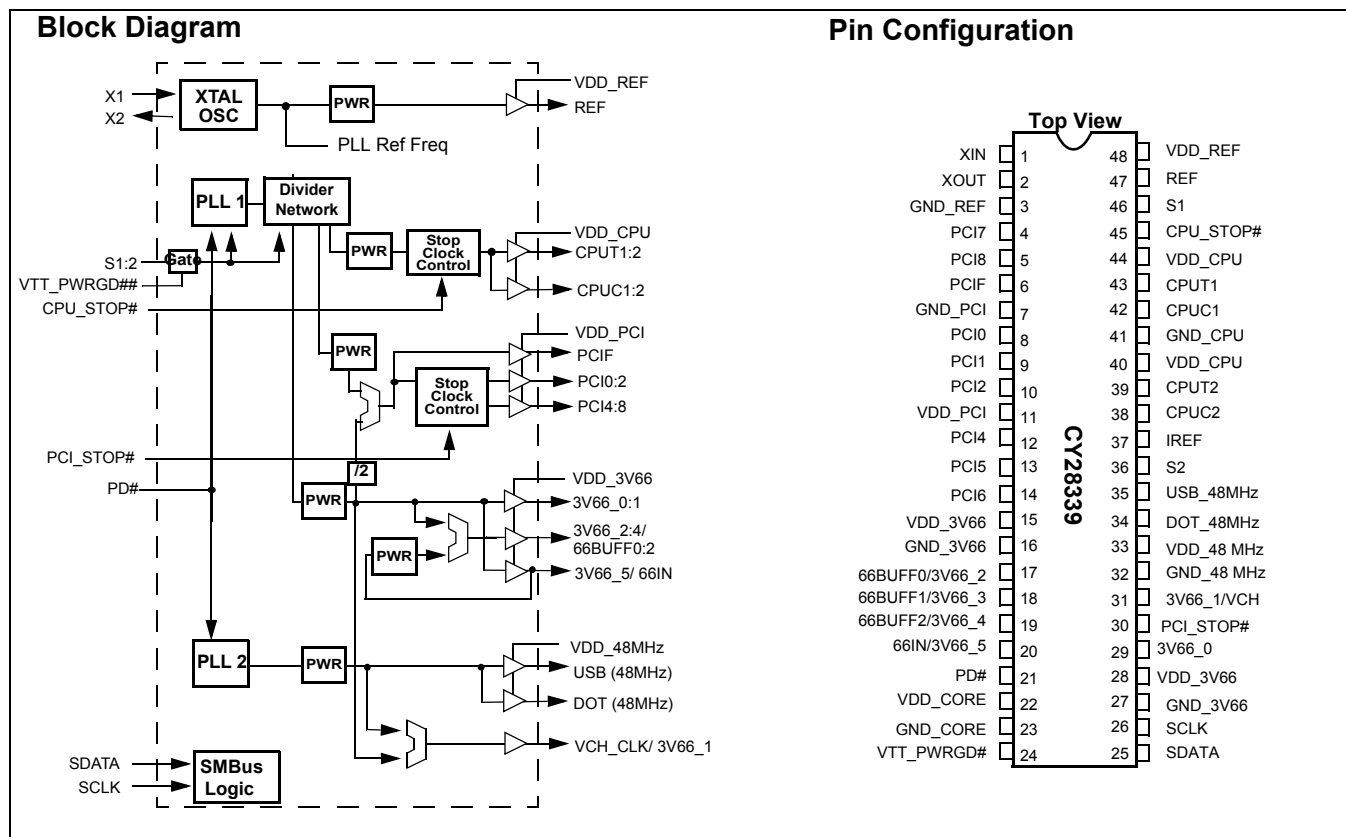 Block Diagram
X1
X2
XTAL
OSC
PWR
VDD_REF
REF
PLL Ref Freq
PLL 1
Divider
Network
S1:2
Gate
VTT_PWRGD##
CPU_STOP#
PWR
Stop
Clock
Control
VDD_CPU
CPUT1:2
CPUC1:2
PWR
Stop
Clock
Control
VDD_PCI
PCIF
PCI0:2
PCI4:8
PCI_STOP#
/2
PD#
PWR
VDD_3V66
3V66_0:1
3V66_2:4/
66BUFF0:2
PWR
3V66_5/ 66IN
PLL 2
PWR
VDD_48MHz
USB (48MHz)
DOT (48MHz)
VCH_CLK/ 3V66_1
SDATA
SCLK
SMBus
Logic
Pin Configuration
Top View
CY28339
XIN 1
XOUT 2
GND_REF 3
PCI7 4
PCI8 5
PCIF 6
GND_PCI 7
PCI0 8
PCI1 9
PCI2 10
VDD_PCI 11
PCI4 12
PCI5 13
PCI6 14
VDD_3V66 15
GND_3V66 16
66BUFF0/3V66_2 17
66BUFF1/3V66_3 18
66BUFF2/3V66_4 19
66IN/3V66_5 20
PD# 21
VDD_CORE 22
GND_CORE 23
VTT_PWRGD# 24
48 VDD_REF
47 REF
46 S1
45 CPU_STOP#
44 VDD_CPU
43 CPUT1
42 CPUC1
41 GND_CPU
40 VDD_CPU
39 CPUT2
38 CPUC2
37 IREF
36 S2
35 USB_48MHz
34 DOT_48MHz
33 VDD_48 MHz
32 GND_48 MHz
31 3V66_1/VCH
30 PCI_STOP#
29 3V66_0
28 VDD_3V66
27 GND_3V66
26 SCLK
25 SDATA